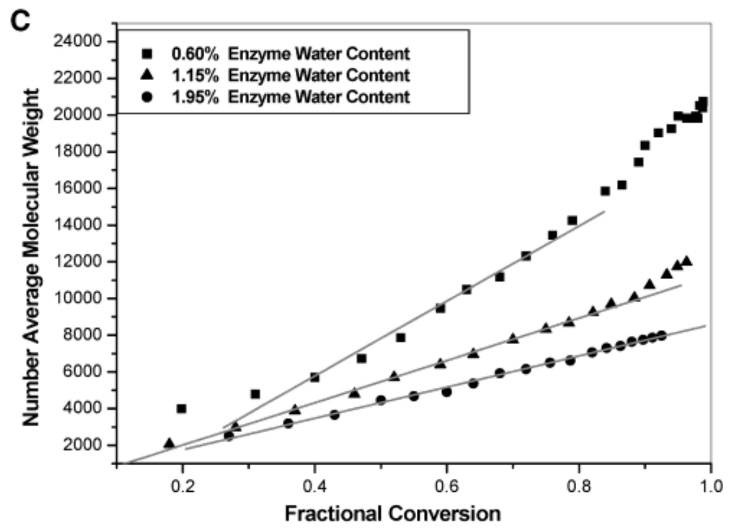 C
0.60% Enzyme Water Content
1.15% Enzyme Water Content
1.95% Enzyme Water Content
Number Average Molecular Weight
24000
22000
20000
18000
16000
14000
12000
10000
8000
6000
4000
2000
0.2 0.4 0.6 0.8 1.0
Fractional Conversion